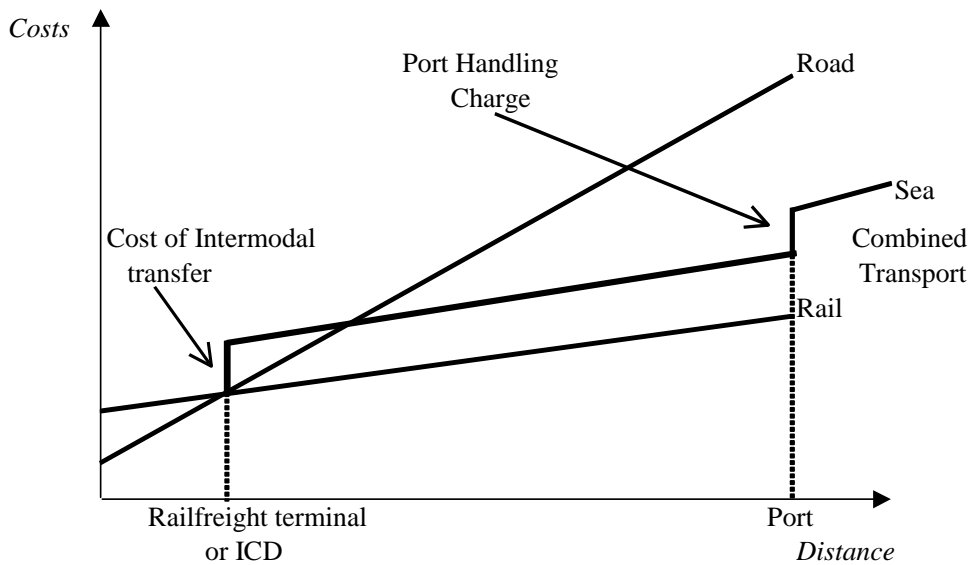 Costs
Port Handling
Charge
Road
Sea
Cost of Intermodal
transfer
Combined
Transport
Rail
Railfreight terminal
or ICD
Port
Distance